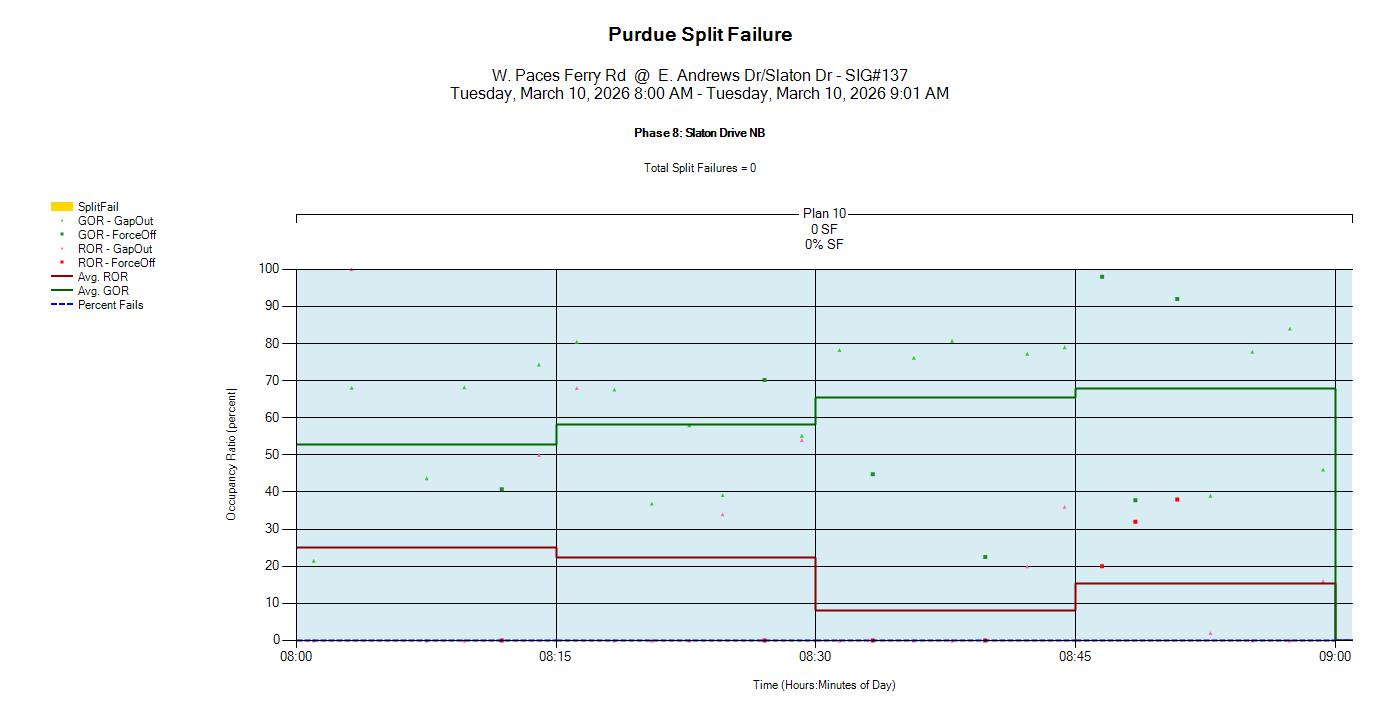 Purdue Split Failure
W. Paces Ferry Rd @ E. Andrews Dr/Slaton Dr - SIG#137
Tuesday, March 10, 2026 8:00 AM - Tuesday, March 10, 2026 9:01 AM
Phase 8: Slaton Drive NB
Total Split Failures = 0
SplitFail
GOR - GapOut
GOR - ForceOff
ROR - GapOut
ROR - ForceOff
Avg. ROR
Avg. GOR
Percent Fails
Plan 10
0 SF
0% SF
Occupancy Ratio (percent)
100
90
80
70
60
50
40
30
20
10
0
08:00 08:15 08:30 08:45 09:00
Time (Hours:Minutes of Day)